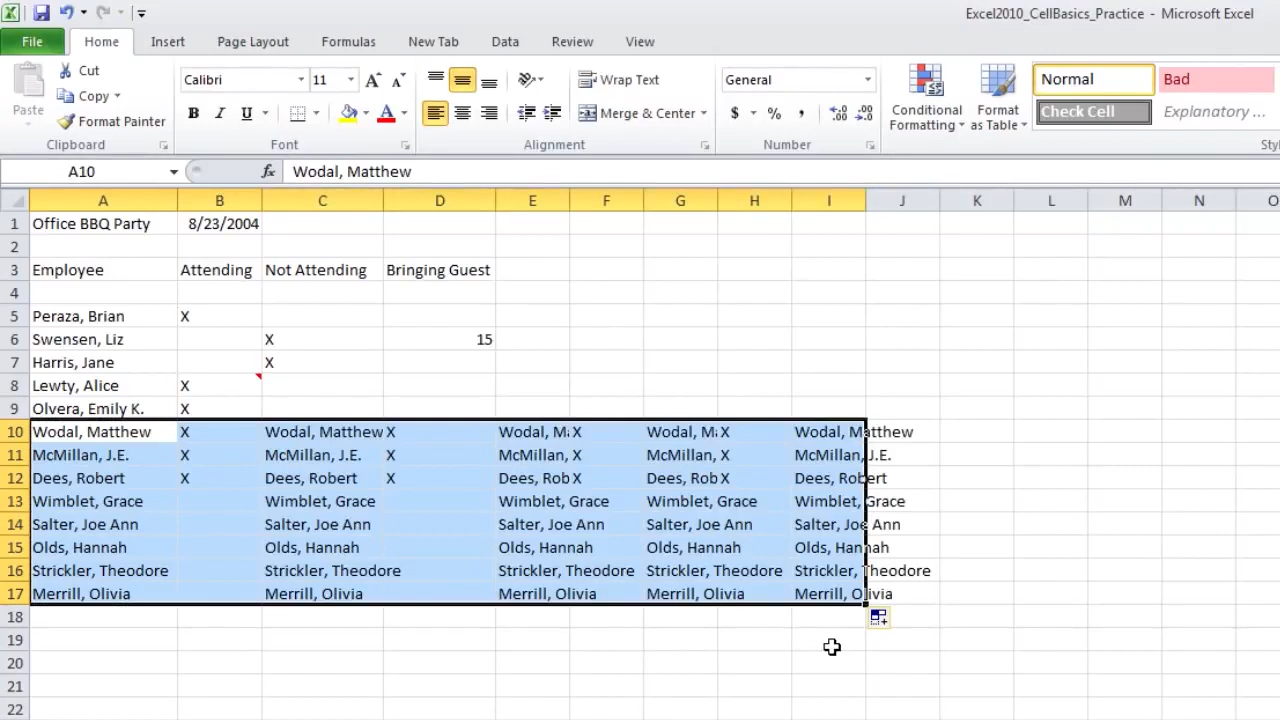 Excel2010_CellBasics_Practice - Microsoft Excel
File Home Insert Page Layout Formulas New Tab Data Review View
Paste
Cut
Copy
Format Painter
Clipboard
Calibri 11
B I U
Font
Wrap Text
Merge & Center
Alignment
General
$ % ,
Number
Conditional Formatting
Format as Table
Normal Bad
Check Cell Explanatory ...
A10 fx Wodal, Matthew
A B C D E F G H I J K L M N O
1 Office BBQ Party 8/23/2004
2
3 Employee Attending Not Attending Bringing Guest
4
5 Peraza, Brian X
6 Swensen, Liz X 15
7 Harris, Jane X
8 Lewty, Alice X
9 Olvera, Emily K. X
10 Wodal, Matthew X Wodal, Matthew X Wodal, M X Wodal, M X Wodal, Matthew
11 McMillan, J.E. X McMillan, J.E. X McMillan, X McMillan, X McMillan, J.E.
12 Dees, Robert X Dees, Robert X Dees, Rob X Dees, Rob X Dees, Robert
13 Wimblet, Grace Wimblet, Grace Wimblet, Grace Wimblet, Grace Wimblet, Grace
14 Salter, Joe Ann Salter, Joe Ann Salter, Joe Ann Salter, Joe Ann Salter, Joe Ann
15 Olds, Hannah Olds, Hannah Olds, Hannah Olds, Hannah Olds, Hannah
16 Strickler, Theodore Strickler, Theodore Strickler, Theodore Strickler, Theodore Strickler, Theodore
17 Merrill, Olivia Merrill, Olivia Merrill, Olivia Merrill, Olivia Merrill, Olivia
18
19
20
21
22